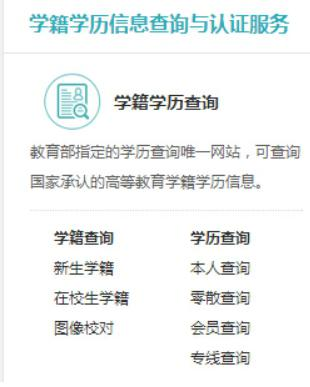 学籍学历信息查询与认证服务
学籍学历查询
教育部指定的学历查询唯一网站，可查询
国家承认的高等教育学籍学历信息。
学籍查询 学历查询
新生学籍 本人查询
在校生学籍 零散查询
图像校对 会员查询
专线查询